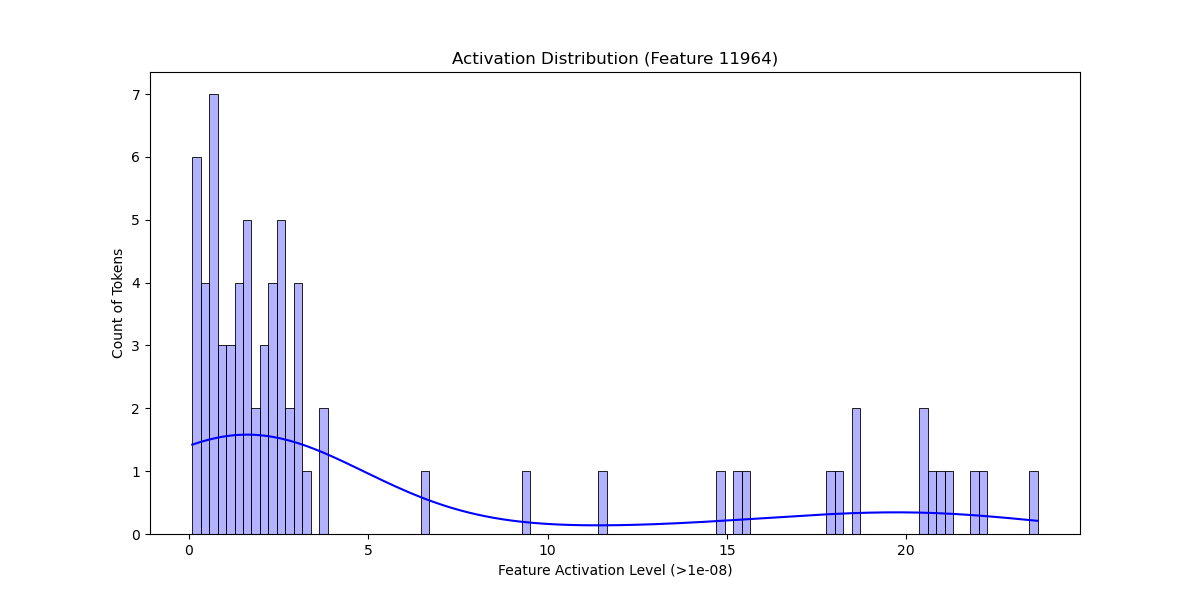 Activation Distribution (Feature 11964)
Count of Tokens
7
6
5
4
3
2
1
0
0 5 10 15 20
Feature Activation Level (>1e-08)